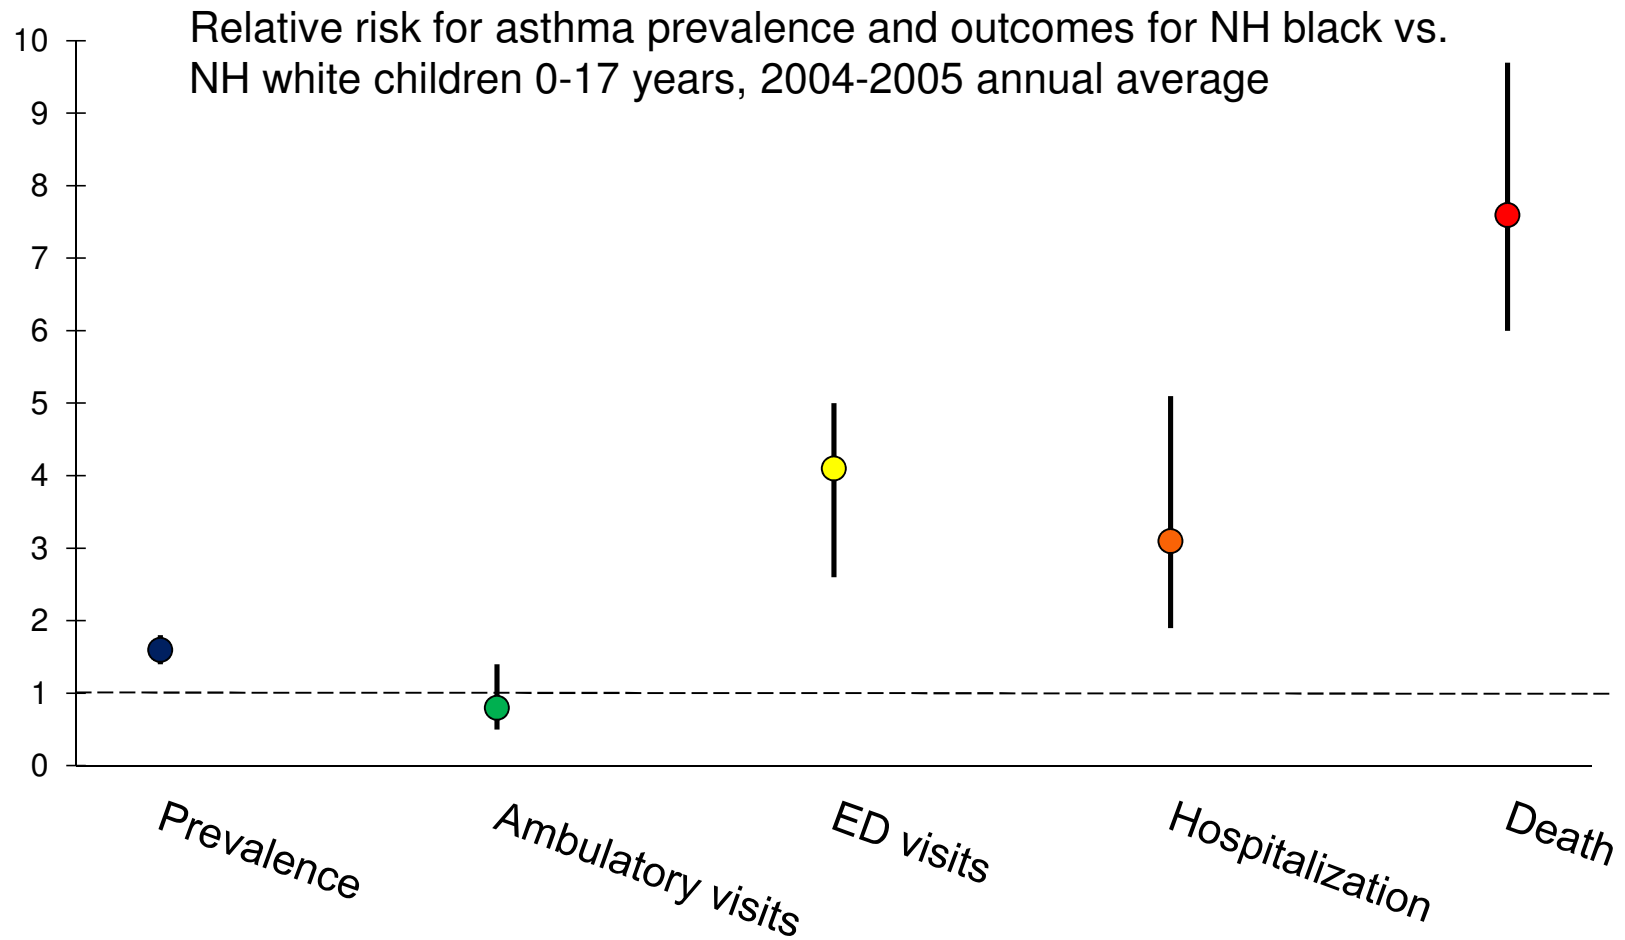 Relative risk for asthma prevalence and outcomes for NH black vs.
NH white children 0-17 years, 2004-2005 annual average
10
9
8
7
6
5
4
3
2
1
0
Prevalence
Ambulatory visits
ED visits
Hospitalization
Death